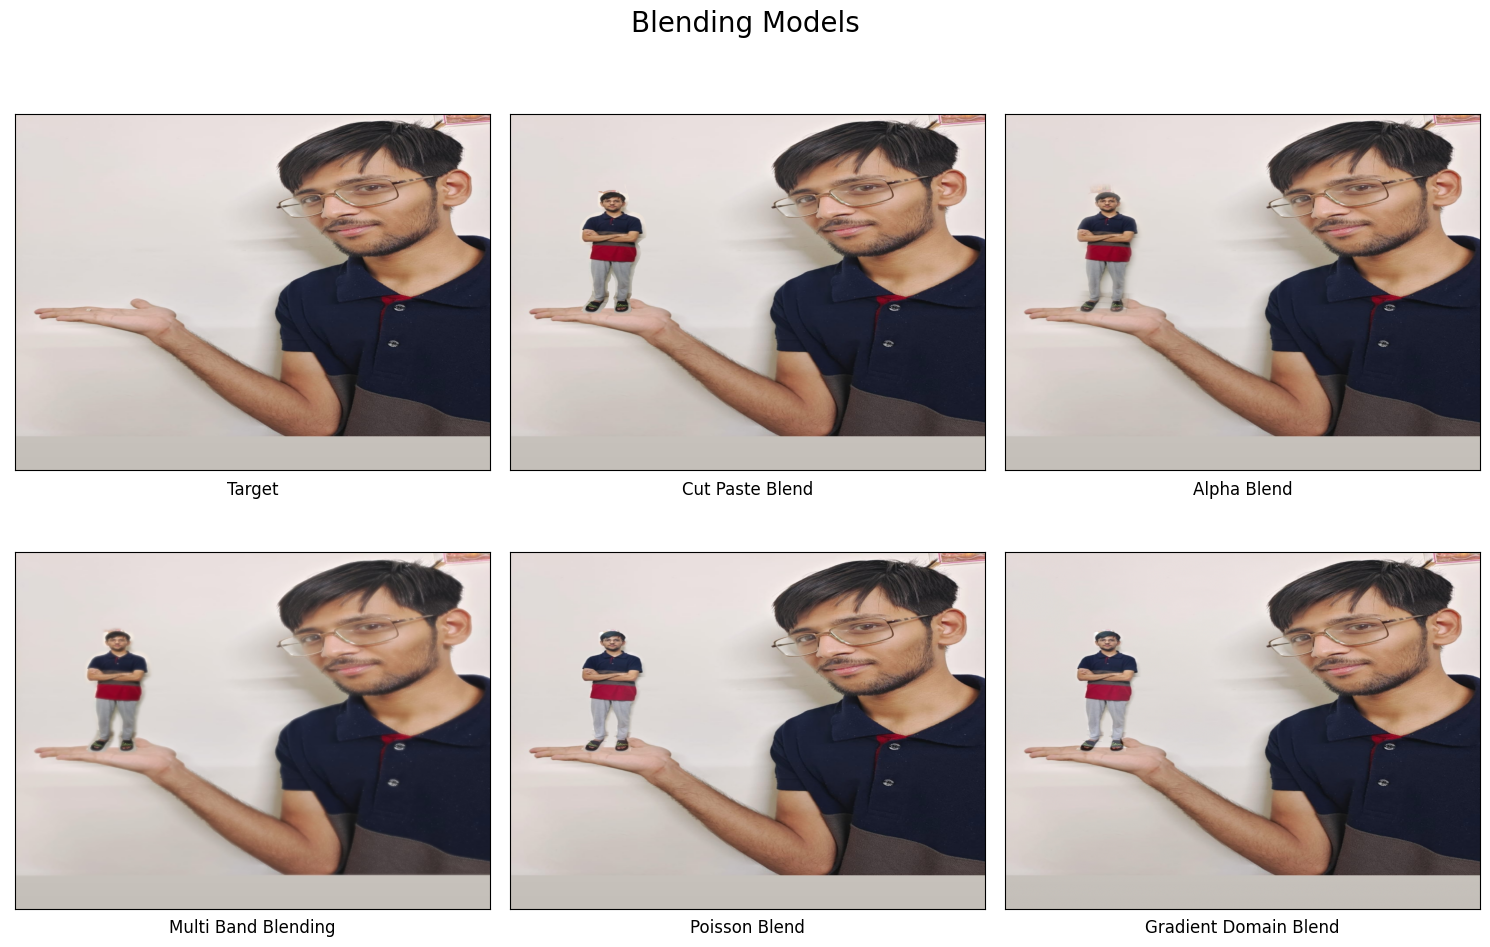 Blending Models
Target
Cut Paste Blend
Alpha Blend
Multi Band Blending
Poisson Blend
Gradient Domain Blend